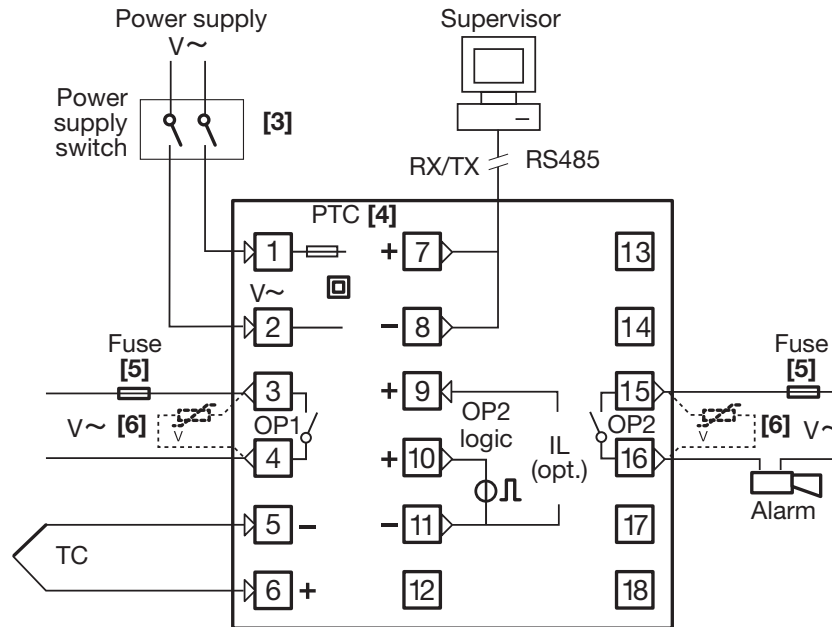 Power supply
V~
Supervisor
Power
supply
switch
[3]
RX/TX
RS485
PTC [4]
1
+
7
13
V~
2
–
8
14
Fuse
[5]
Fuse
[5]
3
+
9
15
V~
[6]
V
OP1
OP2
logic
IL
(opt.)
OP2
V
[6]
V~
4
+
10
16
Alarm
5
–
–
11
17
TC
6
+
12
18